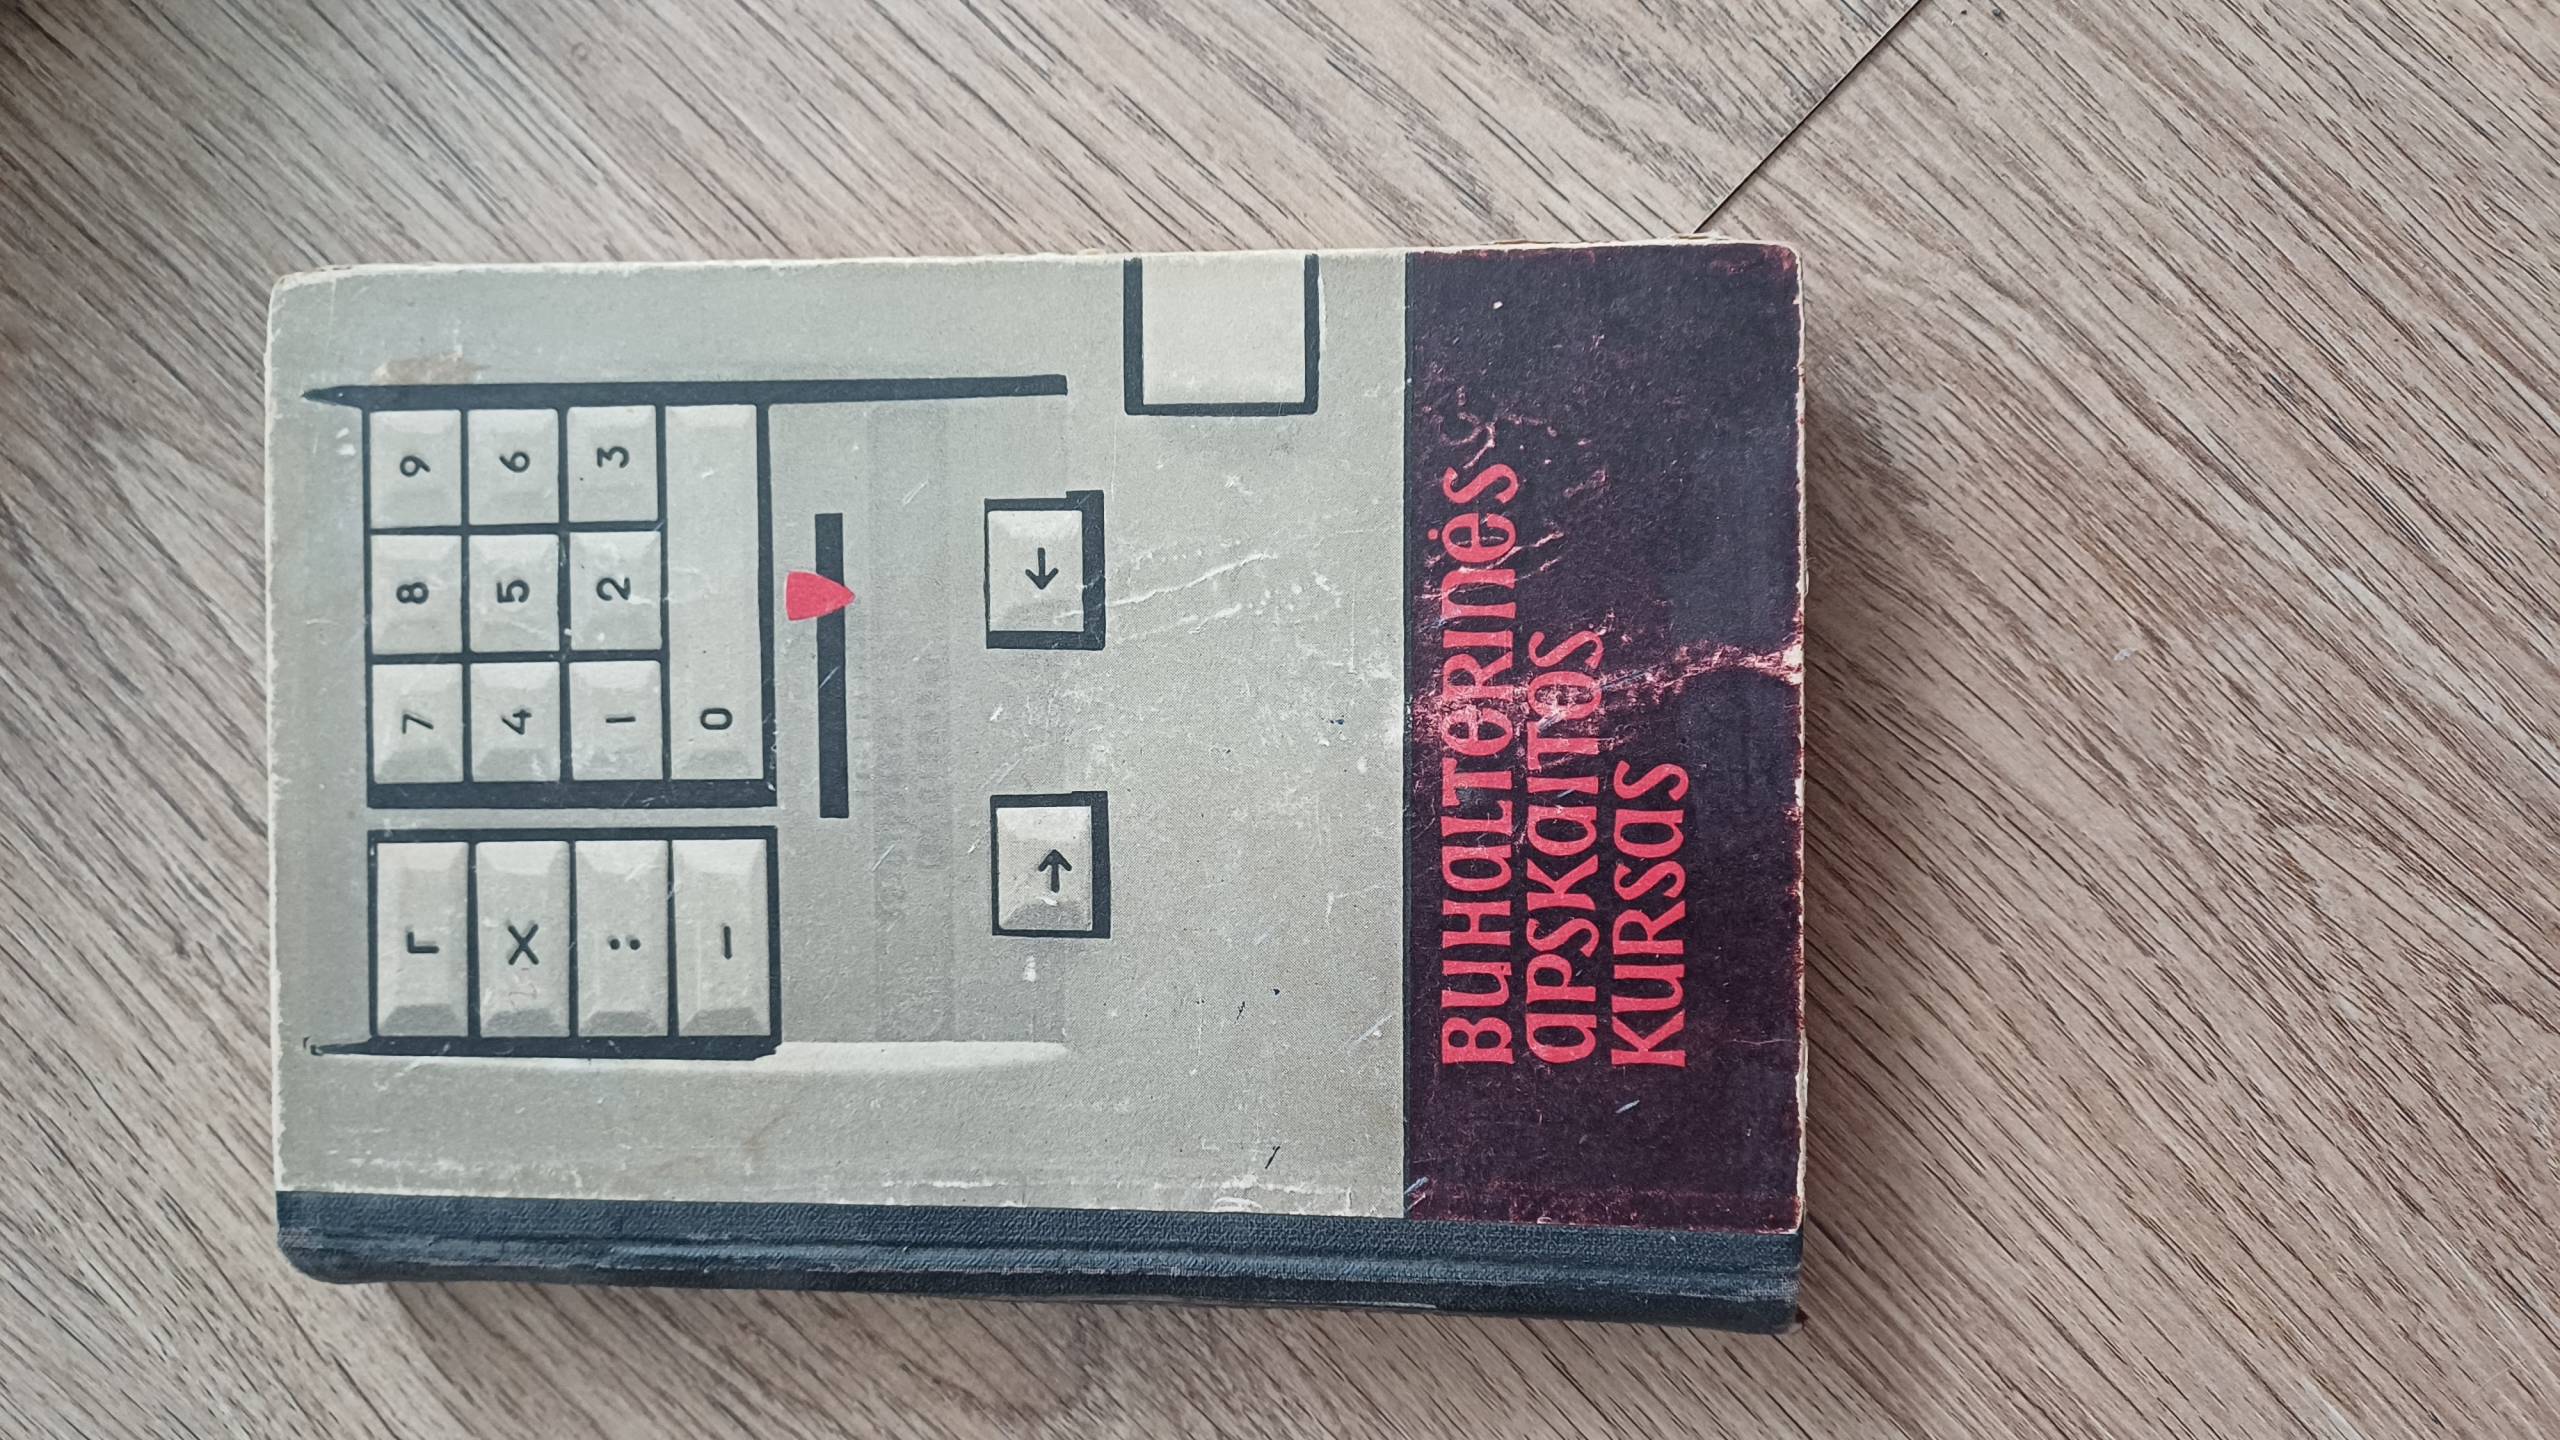 Г 7 8 9
X 4 5 6
: 1 2 3
— 0
→ ←
BUHALTERINĖS
APSKAITOS
KURSAS